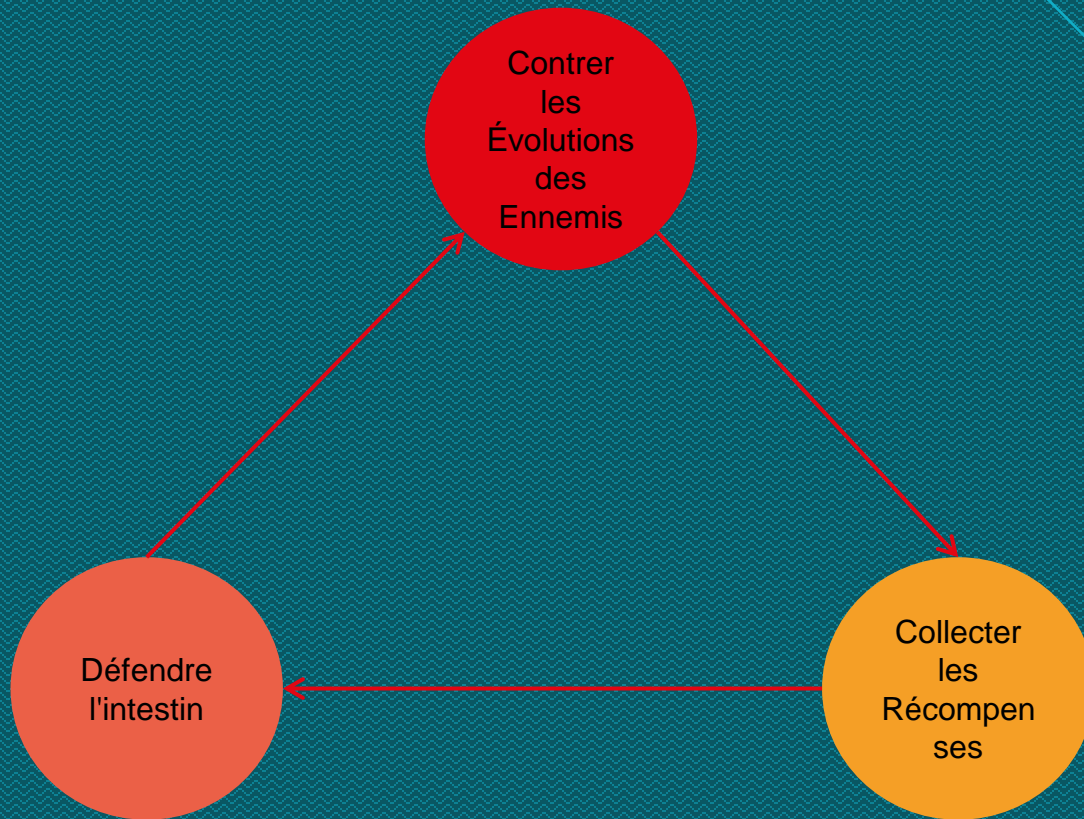 Contrer
les
Évolutions
des
Ennemis
Défendre
l'intestin
Collecter
les
Récompen
ses